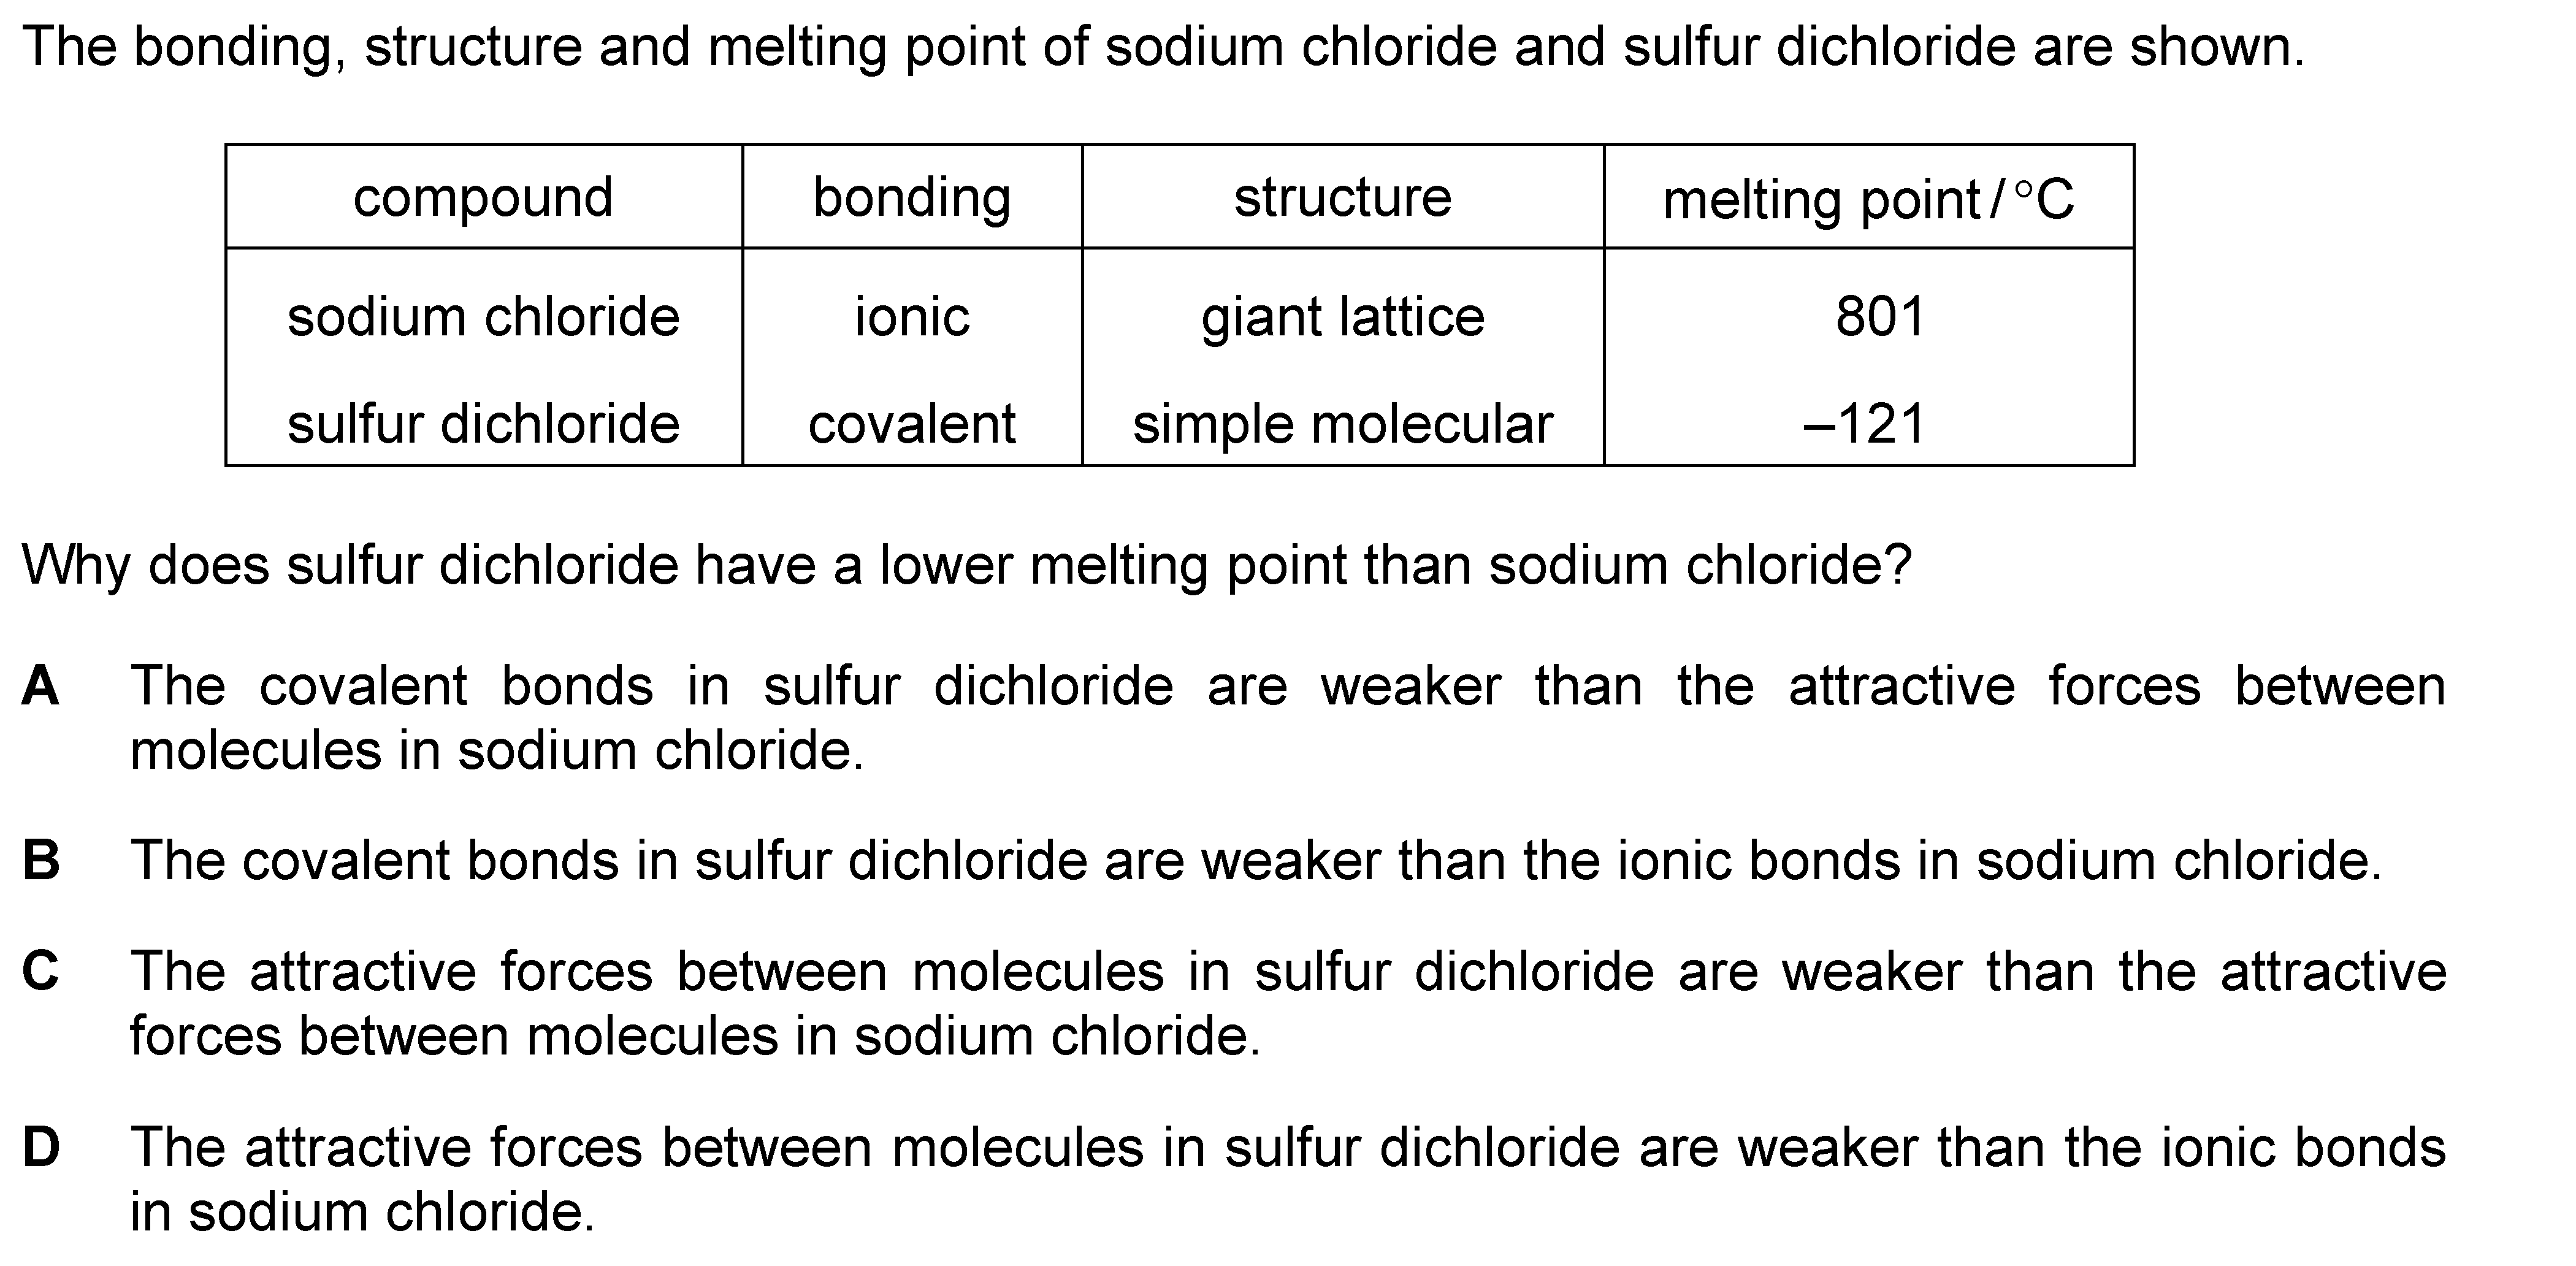 The bonding, structure and melting point of sodium chloride and sulfur dichloride are shown.
compound bonding structure melting point / °C
sodium chloride ionic giant lattice 801
sulfur dichloride covalent simple molecular –121
Why does sulfur dichloride have a lower melting point than sodium chloride?
A The covalent bonds in sulfur dichloride are weaker than the attractive forces between
molecules in sodium chloride.
B The covalent bonds in sulfur dichloride are weaker than the ionic bonds in sodium chloride.
C The attractive forces between molecules in sulfur dichloride are weaker than the attractive
forces between molecules in sodium chloride.
D The attractive forces between molecules in sulfur dichloride are weaker than the ionic bonds
in sodium chloride.